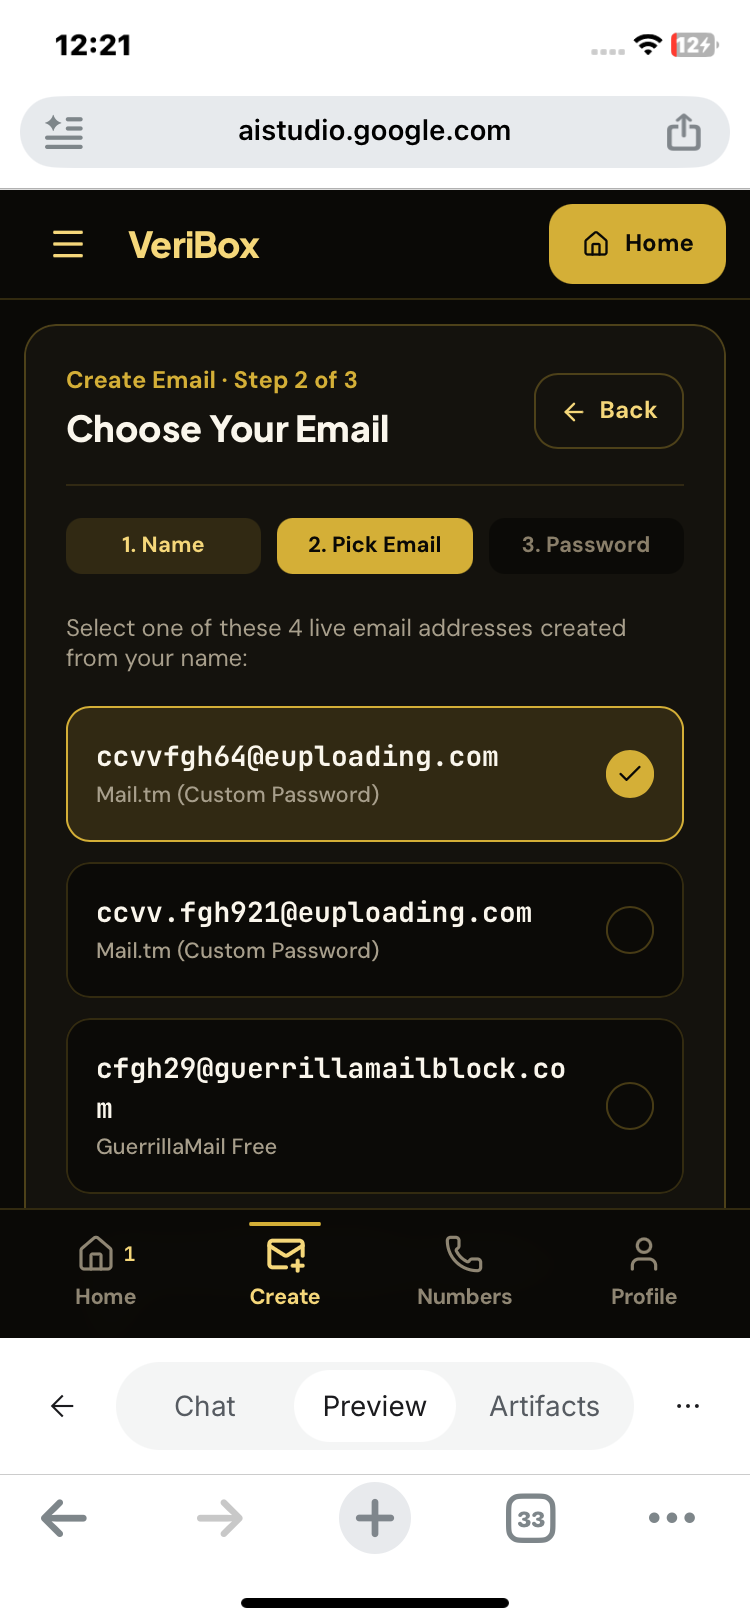 12:21
12
aistudio.google.com
VeriBox
Home
Create Email · Step 2 of 3
Choose Your Email
Back
1. Name
2. Pick Email
3. Password
Select one of these 4 live email addresses created
from your name:
ccvvfgh64@euploading.com
Mail.tm (Custom Password)
ccvv.fgh921@euploading.com
Mail.tm (Custom Password)
cfgh29@guerrillamailblock.co
m
GuerrillaMail Free
1
Home
Create
Numbers
Profile
Chat
Preview
Artifacts
33